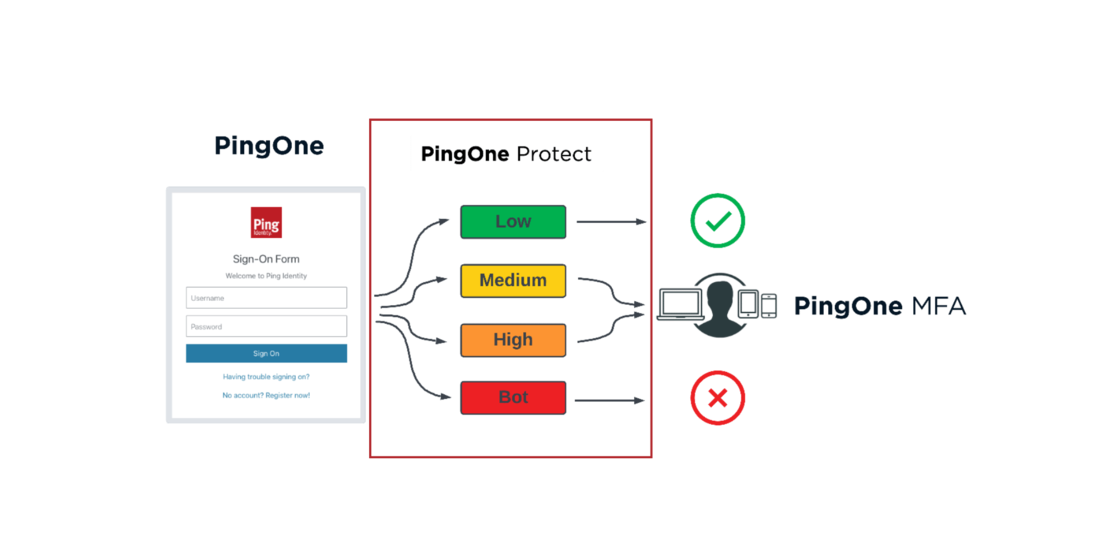 PingOne
PingOne Protect
Ping
Identity
Sign-On Form
Welcome to Ping Identity
Username
Password
Sign On
Having trouble signing on?
No account? Register now!
Low
Medium
High
Bot
PingOne MFA